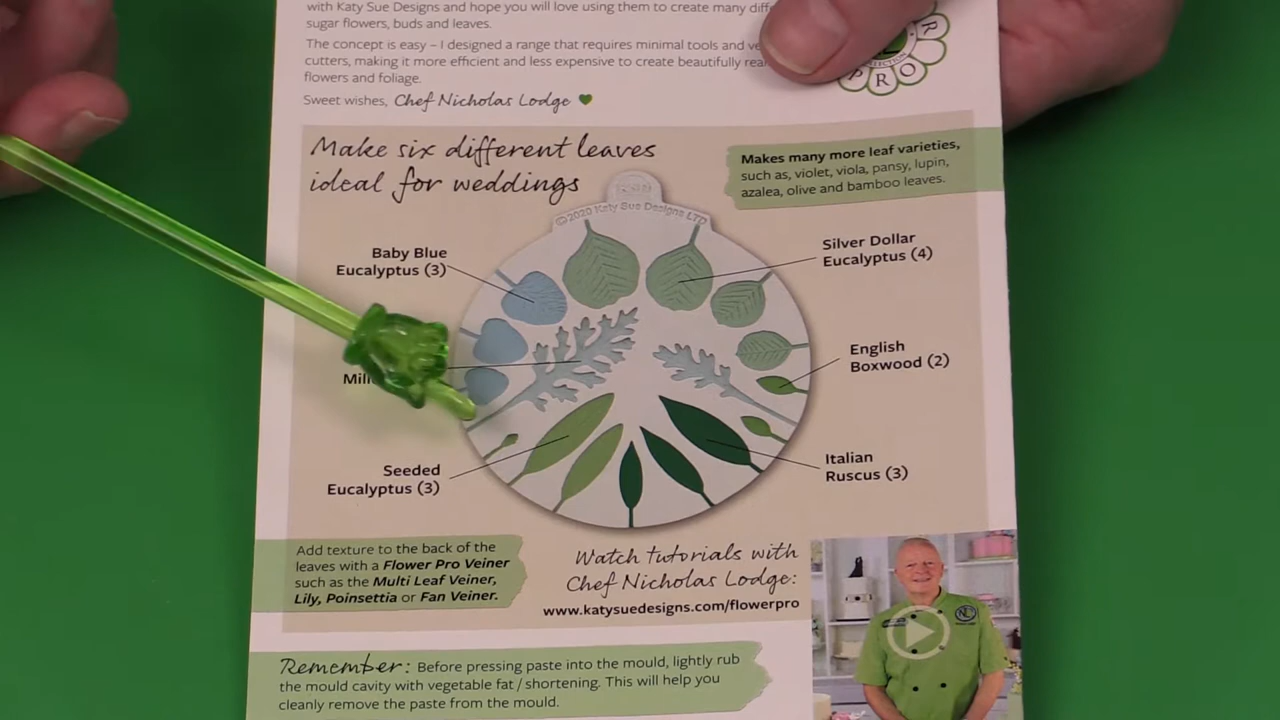 with Katy Sue Designs and hope you will love using them to create many
sugar flowers, buds and leaves.
The concept is easy – I designed a range that requires minimal tools and
cutters, making it more efficient and less expensive to create beautifully
flowers and foliage.
Sweet wishes, Chef Nicholas Lodge
PRO
R
Make six different leaves
ideal for weddings
Makes many more leaf varieties,
such as, violet, viola, pansy, lupin,
azalea, olive and bamboo leaves.
©2020 Katy Sue Designs LTD
Baby Blue
Eucalyptus (3)
Silver Dollar
Eucalyptus (4)
English
Boxwood (2)
Seeded
Eucalyptus (3)
Italian
Ruscus (3)
Add texture to the back of the
leaves with a Flower Pro Veiner
such as the Multi Leaf Veiner,
Lily, Poinsettia or Fan Veiner.
Watch tutorials with
Chef Nicholas Lodge:
www.katysuedesigns.com/flowerpro
Remember: Before pressing paste into the mould, lightly rub
the mould cavity with vegetable fat / shortening. This will help you
cleanly remove the paste from the mould.